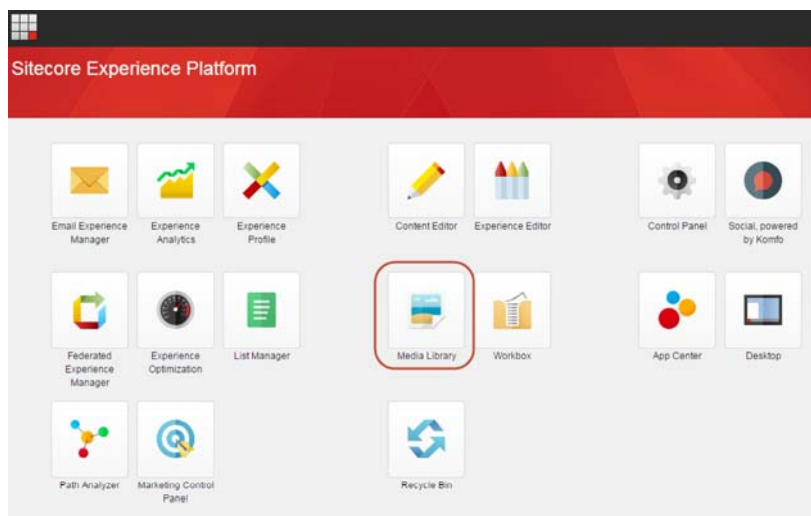 Sitecore Experience Platform
Email Experience
Manager
Experience
Analytics
Experience
Profile
Content Editor
Experience Editor
Control Panel
Social, powered
by Komfo
Federated
Experience
Manager
Experience
Optimization
List Manager
Media Library
Workbox
App Center
Desktop
Path Analyzer
Marketing Control
Panel
Recycle Bin